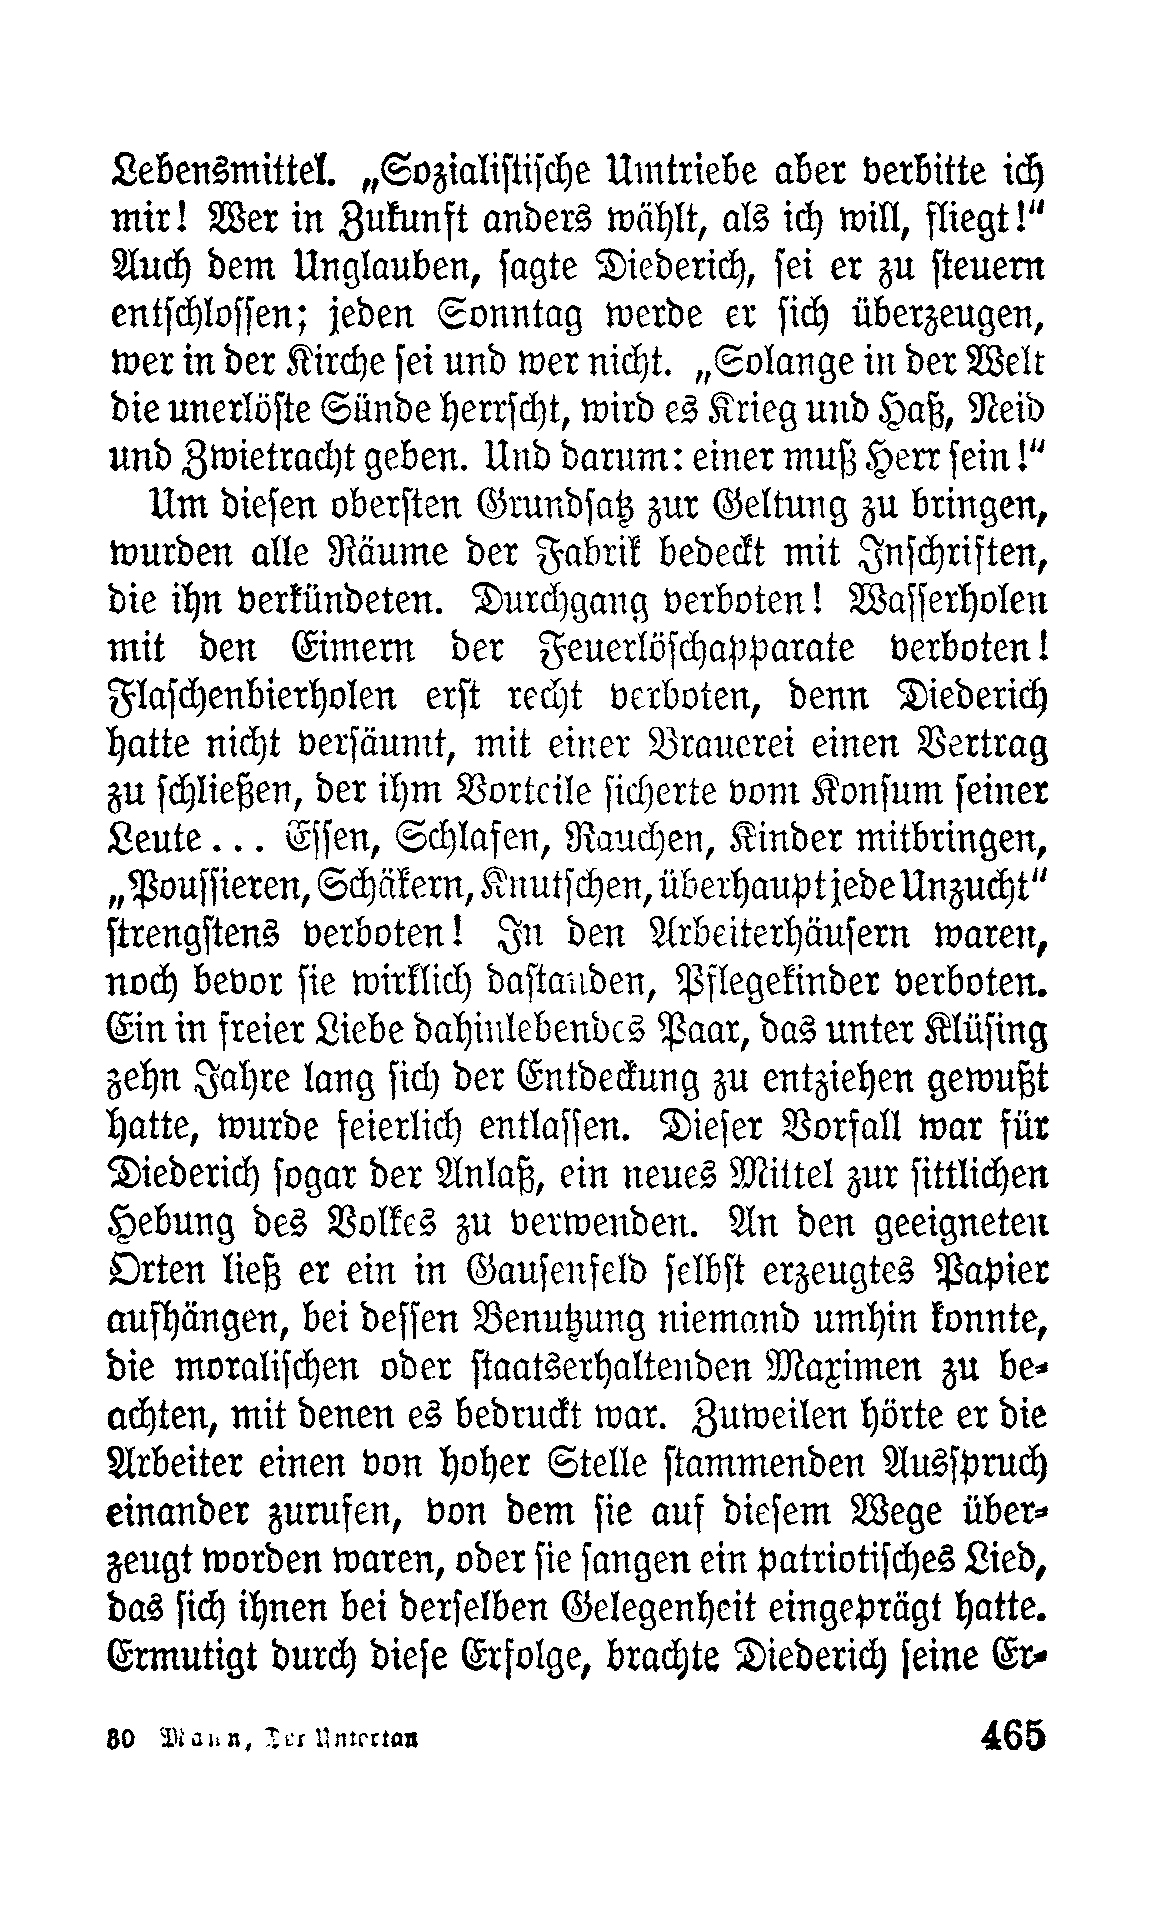 Lebensmittel. „Sozialistische Umtriebe aber verbitte ich
mir! Wer in Zukunft anders wählt, als ich will, fliegt!“
Auch dem Unglauben, sagte Diederich, sei er zu steuern
entschlossen; jeden Sonntag werde er sich überzeugen,
wer in der Kirche sei und wer nicht. „Solange in der Welt
die unerlöste Sünde herrscht, wird es Krieg und Haß, Neid
und Zwietracht geben. Und darum: einer muß Herr sein!“
Um diesen obersten Grundsatz zur Geltung zu bringen,
wurden alle Räume der Fabrik bedeckt mit Inschriften,
die ihn verkündeten. Durchgang verboten! Wasserholen
mit den Eimern der Feuerlöschapparate verboten!
Flaschenbierholen erst recht verboten, denn Diederich
hatte nicht versäumt, mit einer Brauerei einen Vertrag
zu schließen, der ihm Vorteile sicherte vom Konsum seiner
Leute... Essen, Schlafen, Rauchen, Kinder mitbringen,
„Poussieren, Schäkern, Knutschen, überhaupt jede Unzucht“
strengstens verboten! In den Arbeiterhäusern waren,
noch bevor sie wirklich dastanden, Pflegekinder verboten.
Ein in freier Liebe dahinlebendes Paar, das unter Klüsing
zehn Jahre lang sich der Entdeckung zu entziehen gewußt
hatte, wurde feierlich entlassen. Dieser Vorfall war für
Diederich sogar der Anlaß, ein neues Mittel zur sittlichen
Hebung des Volkes zu verwenden. An den geeigneten
Orten ließ er ein in Gausenfeld selbst erzeugtes Papier
aufhängen, bei dessen Benutzung niemand umhin konnte,
die moralischen oder staatserhaltenden Maximen zu be-
achten, mit denen es bedruckt war. Zuweilen hörte er die
Arbeiter einen von hoher Stelle stammenden Ausspruch
einander zurufen, von dem sie auf diesem Wege über-
zeugt worden waren, oder sie sangen ein patriotisches Lied,
das sich ihnen bei derselben Gelegenheit eingeprägt hatte.
Ermutigt durch diese Erfolge, brachte Diederich seine Er-
30 Mann, Der Untertan 465